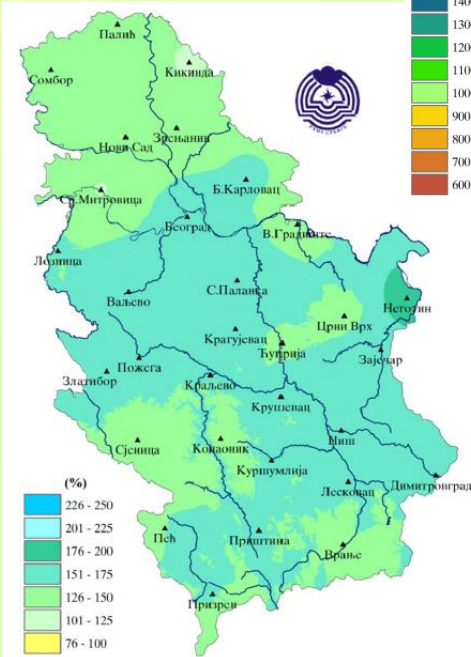 Палић
Сомбор
Кикинда
Зрењанин
Нови Сад
Ср.Митровица
Б.Карловац
Београд
В.Градиште
Лозница
Ваљево
С.Паланка
Неготин
Црни Врх
Крагујевац
Ћуприја
Зајечар
Пожега
Златибор
Краљево
Крушевац
Ниш
Сјеница
Копаоник
Куршумлија
Димитровград
Лесковац
Пећ
Приштина
Врање
Призрен
(%)
226 - 250
201 - 225
176 - 200
151 - 175
126 - 150
101 - 125
76 - 100
140
130
120
110
100
900
800
700
600